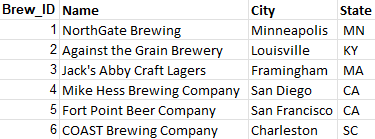 Brew_ID Name City State
1 NorthGate Brewing Minneapolis MN
2 Against the Grain Brewery Louisville KY
3 Jack's Abby Craft Lagers Framingham MA
4 Mike Hess Brewing Company San Diego CA
5 Fort Point Beer Company San Francisco CA
6 COAST Brewing Company Charleston SC